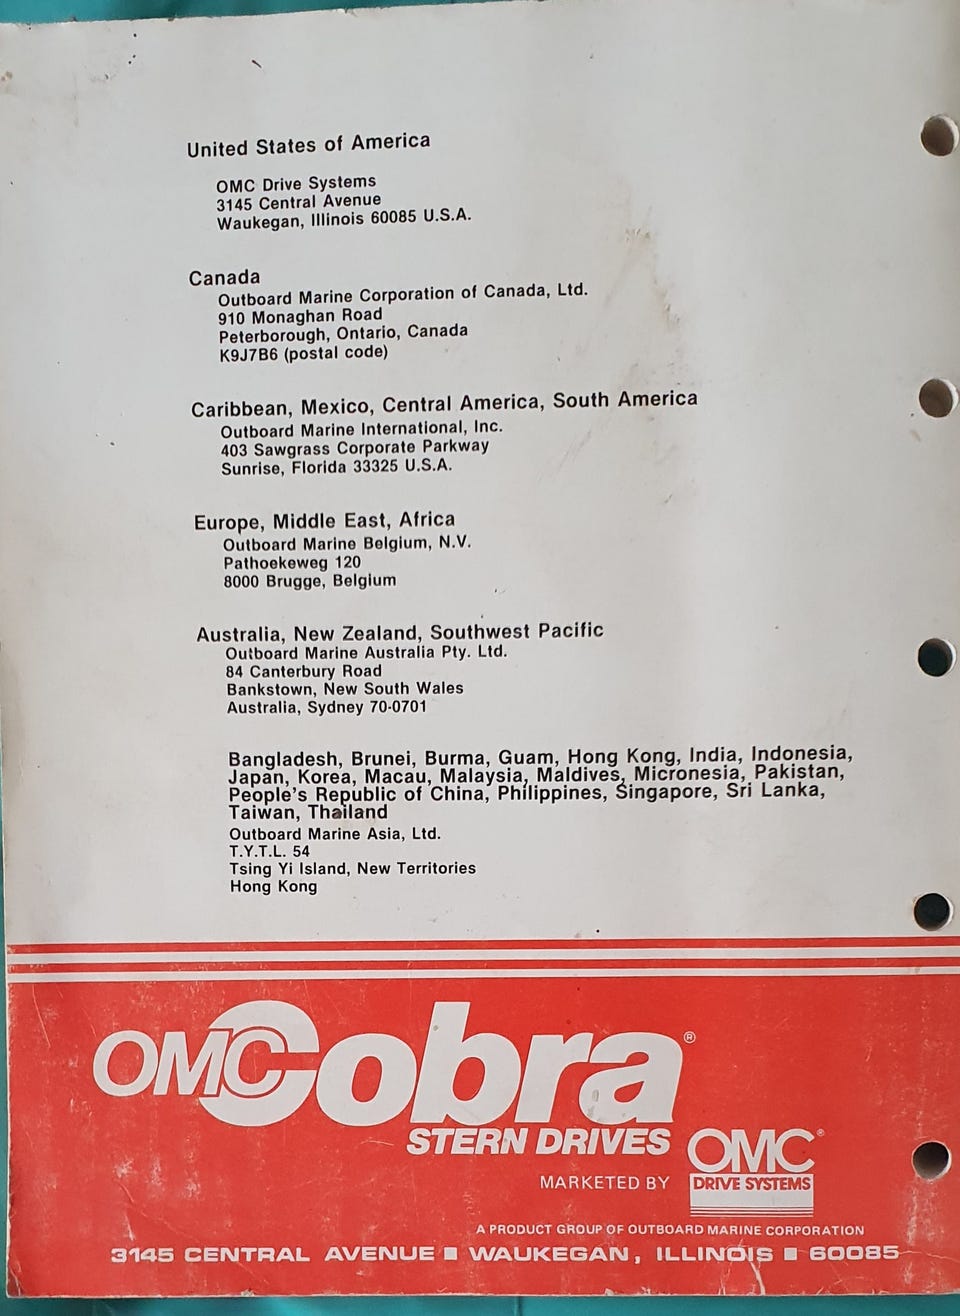 United States of America
OMC Drive Systems
3145 Central Avenue
Waukegan, Illinois 60085 U.S.A.
Canada
Outboard Marine Corporation of Canada, Ltd.
910 Monaghan Road
Peterborough, Ontario, Canada
K9J7B6 (postal code)
Caribbean, Mexico, Central America, South America
Outboard Marine International, Inc.
403 Sawgrass Corporate Parkway
Sunrise, Florida 33325 U.S.A.
Europe, Middle East, Africa
Outboard Marine Belgium, N.V.
Pathoekeweg 120
8000 Brugge, Belgium
Australia, New Zealand, Southwest Pacific
Outboard Marine Australia Pty. Ltd.
84 Canterbury Road
Bankstown, New South Wales
Australia, Sydney 70-0701
Bangladesh, Brunei, Burma, Guam, Hong Kong, India, Indonesia,
Japan, Korea, Macau, Malaysia, Maldives, Micronesia, Pakistan,
People's Republic of China, Philippines, Singapore, Sri Lanka,
Taiwan, Thailand
Outboard Marine Asia, Ltd.
T.Y.T.L. 54
Tsing Yi Island, New Territories
Hong Kong
OMC Cobra®
STERN DRIVES
OMC®
MARKETED BY DRIVE SYSTEMS
A PRODUCT GROUP OF OUTBOARD MARINE CORPORATION
3145 CENTRAL AVENUE ■ WAUKEGAN, ILLINOIS ■ 60085